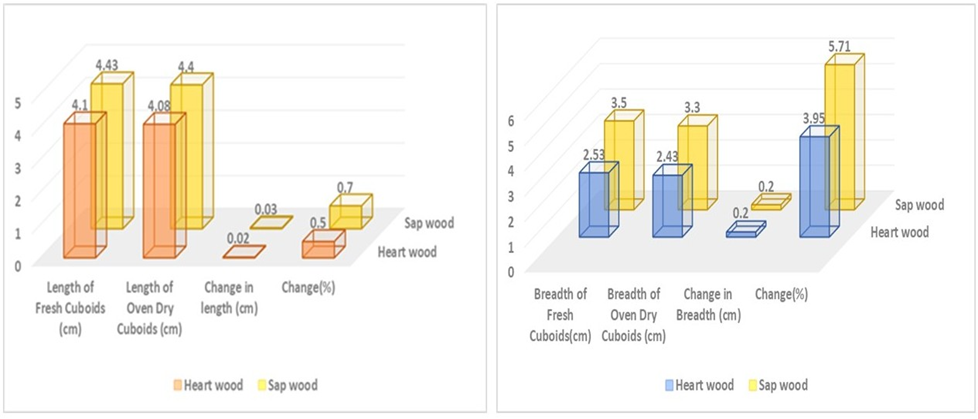 4.43
4.4
4.1
4.08
5
4
3
2
1
0
0.03
0.7
0.02
0.5
Sap wood
Heart wood
Length of Fresh Cuboids (cm)
Length of Oven Dry Cuboids (cm)
Change in length (cm)
Change(%)
Heart wood
Sap wood
5.71
3.5
3.3
3.95
2.53
2.43
6
5
4
3
2
1
0
0.2
0.2
Sap wood
Heart wood
Breadth of Fresh Cuboids(cm)
Breadth of Oven Dry Cuboids (cm)
Change in Breadth (cm)
Change(%)
Heart wood
Sap wood